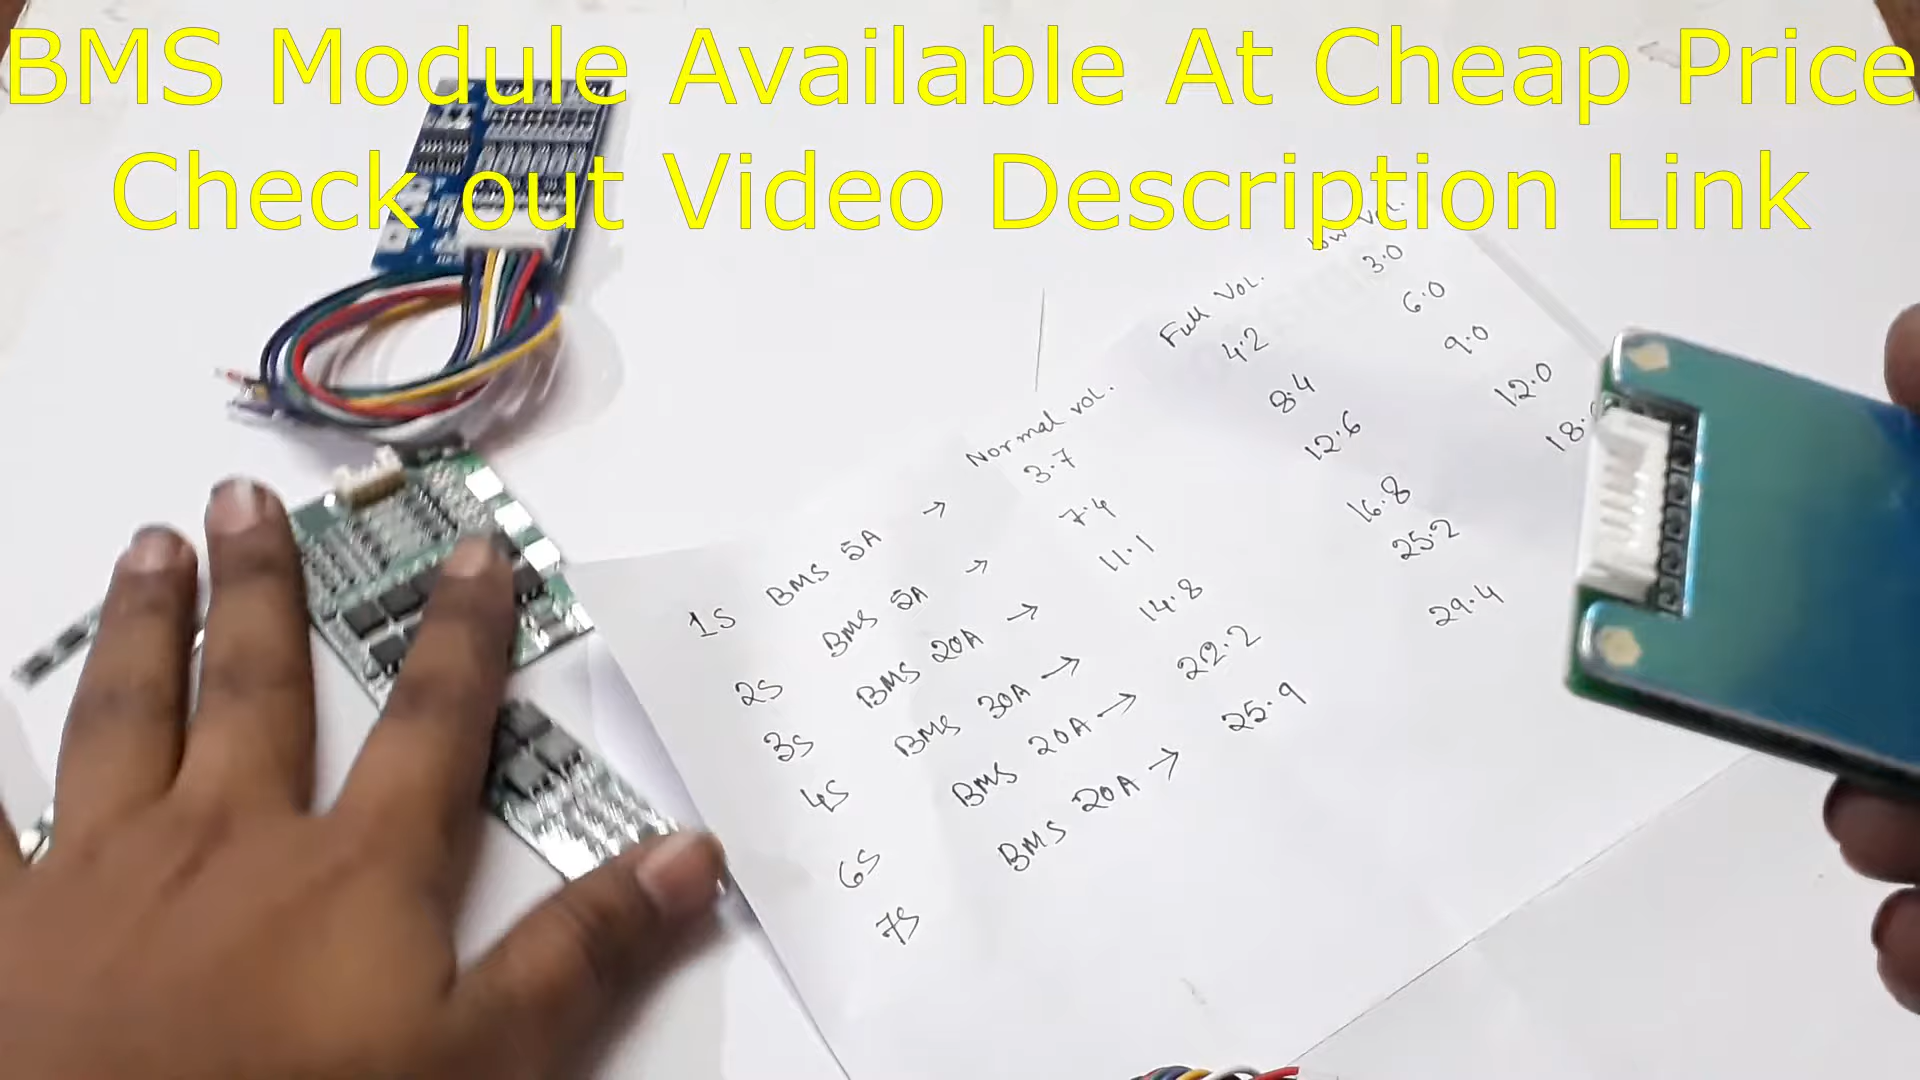 BMS Module Available At Cheap Price
Check out Video Description Link
Normal vol. Full Vol. low vol.
1S BMS 5A → 3.7 4.2 3.0
2S BMS 5A → 7.4 8.4 6.0
3S BMS 20A → 11.1 12.6 9.0
4S BMS 30A → 14.8 16.8 12.0
6S BMS 20A → 22.2 25.2 18.
7S BMS 20A → 25.9 29.4